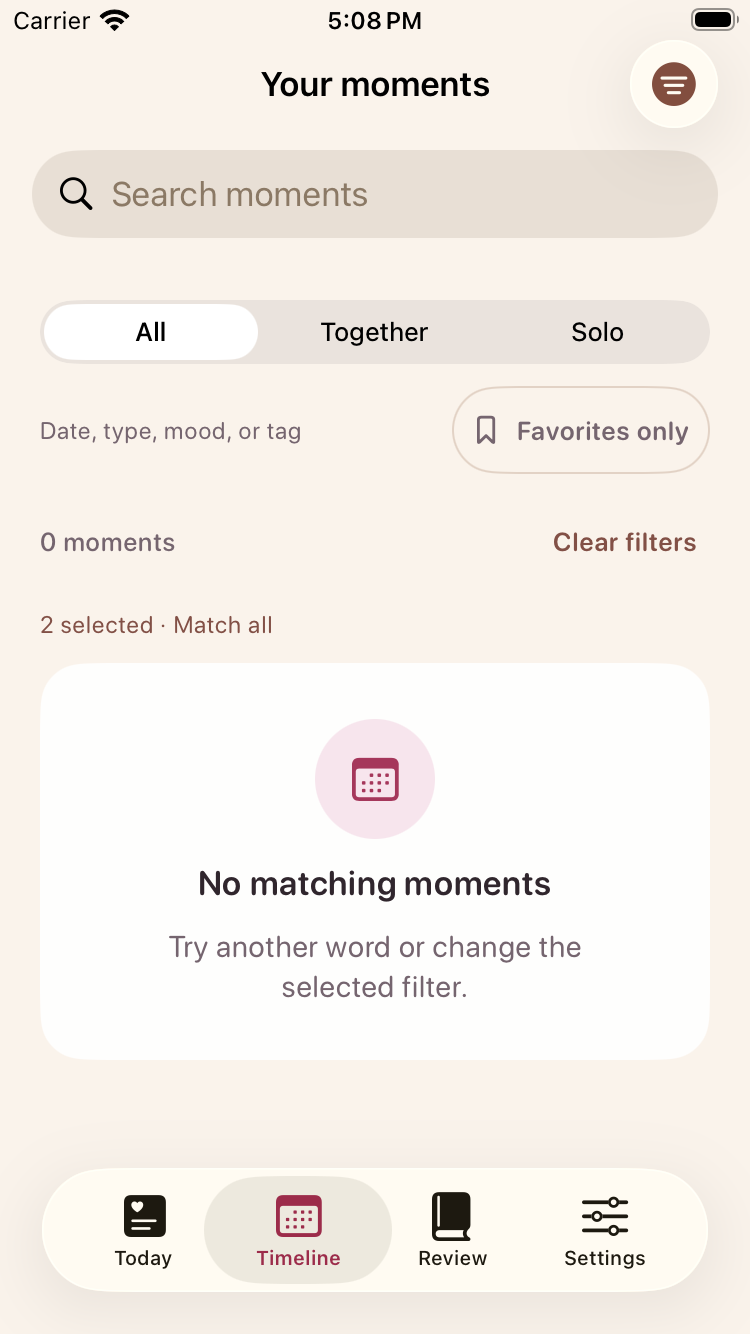 Carrier 5:08 PM
Your moments
Search moments
All Together Solo
Date, type, mood, or tag Favorites only
0 moments Clear filters
2 selected · Match all
No matching moments
Try another word or change the
selected filter.
Today Timeline Review Settings